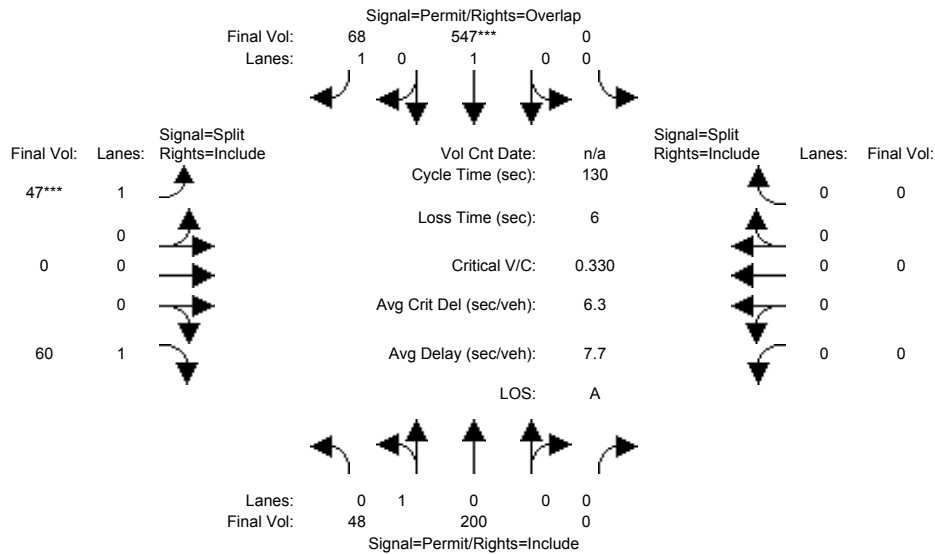 Signal=Permit/Rights=Overlap
Final Vol: 68 547*** 0
Lanes: 1 0 1 0 0
Signal=Split Signal=Split
Final Vol: Lanes: Rights=Include Vol Cnt Date: n/a Rights=Include Lanes: Final Vol:
Cycle Time (sec): 130
47*** 1 0 0
Loss Time (sec): 6
0 0
0 0 Critical V/C: 0.330 0 0
0 Avg Crit Del (sec/veh): 6.3 0
60 1 Avg Delay (sec/veh): 7.7 0 0
LOS: A
Lanes: 0 1 0 0 0
Final Vol: 48 200 0
Signal=Permit/Rights=Include